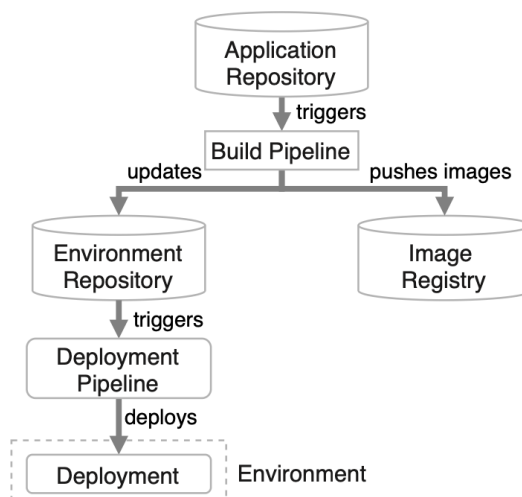 Application
Repository
triggers
Build Pipeline
updates
pushes images
Environment
Repository
Image
Registry
triggers
Deployment
Pipeline
deploys
Deployment
Environment